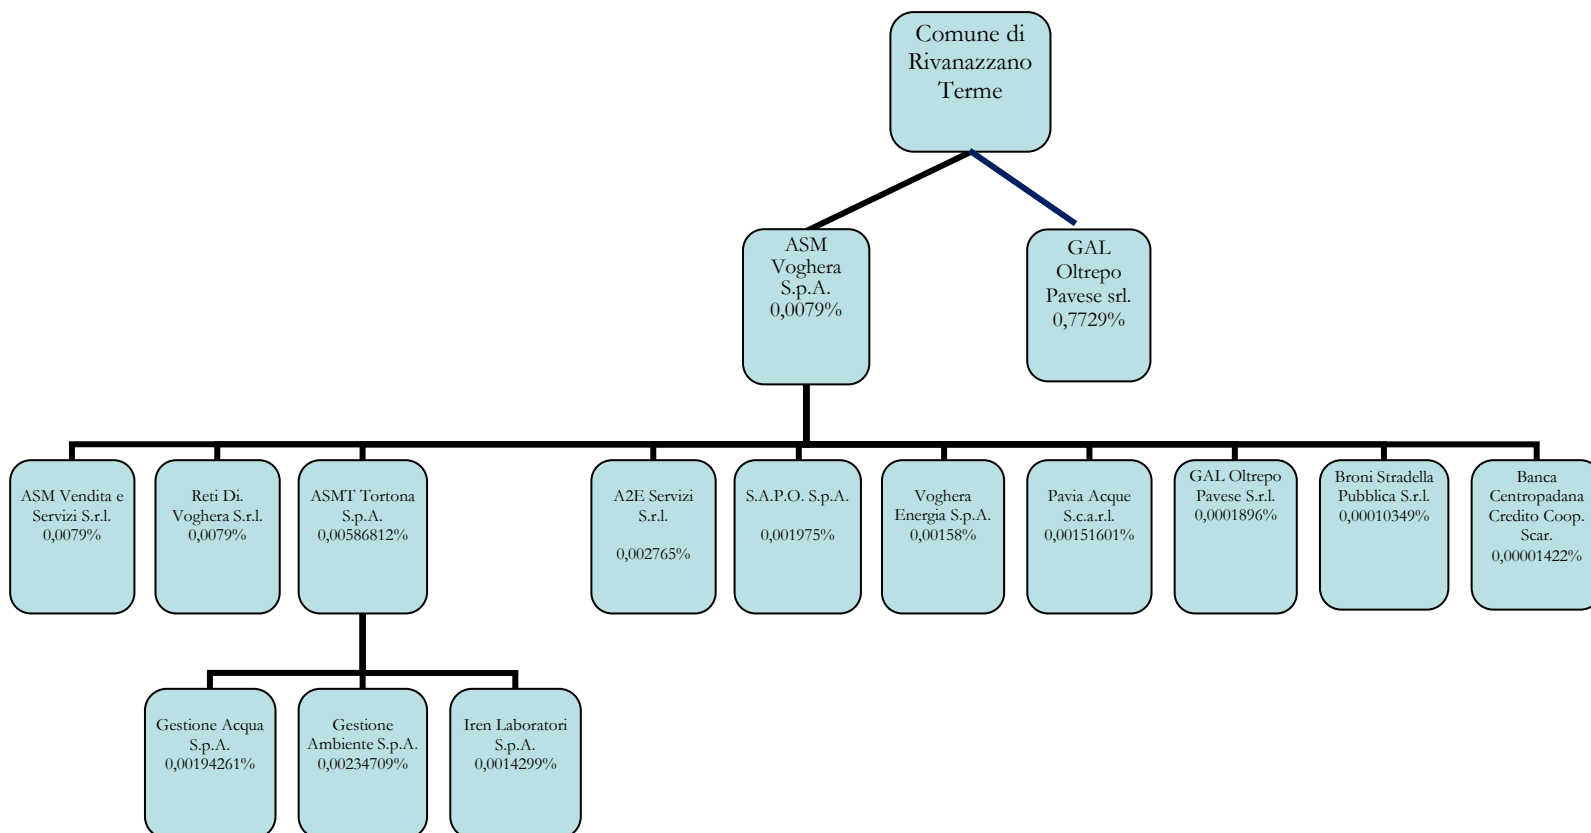 Comune di
Rivanazzano
Terme
ASM
Voghera
S.p.A.
0,0079%
GAL
Oltrepo
Pavese srl.
0,7729%
ASM Vendita e
Servizi S.r.l.
0,0079%
Reti Di.
Voghera S.r.l.
0,0079%
ASMT Tortona
S.p.A.
0,00586812%
A2E Servizi
S.r.l.
0,002765%
S.A.P.O. S.p.A.
0,001975%
Voghera
Energia S.p.A.
0,00158%
Pavia Acque
S.c.a.r.l.
0,00151601%
GAL Oltrepo
Pavese S.r.l.
0,0001896%
Broni Stradella
Pubblica S.r.l.
0,00010349%
Banca
Centropadana
Credito Coop.
Scar.
0,00001422%
Gestione Acqua
S.p.A.
0,00194261%
Gestione
Ambiente S.p.A.
0,00234709%
Iren Laboratori
S.p.A.
0,0014299%